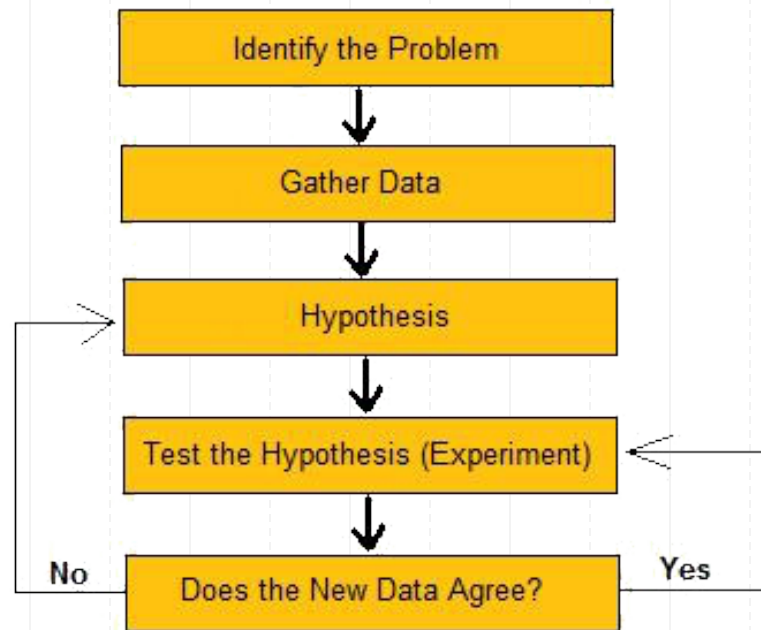 Identify the Problem
Gather Data
Hypothesis
Test the Hypothesis (Experiment)
No
Does the New Data Agree?
Yes